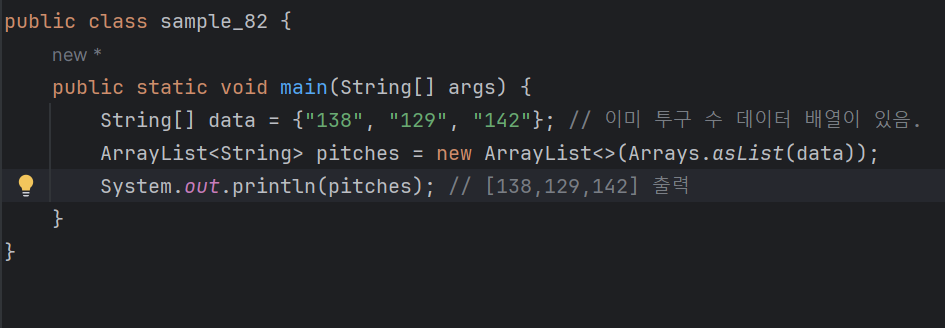 public class sample_82 {
new *
public static void main(String[] args) {
String[] data = {"138", "129", "142"}; // 이미 투구 수 데이터 배열이 있음.
ArrayList<String> pitches = new ArrayList<>(Arrays.asList(data));
System.out.println(pitches); // [138,129,142] 출력
}
}